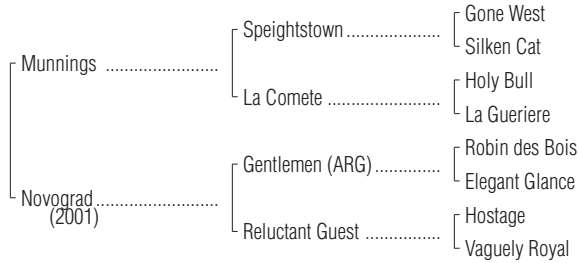 Gone West
Speightstown
Silken Cat
Munnings
Holy Bull
La Comete
La Gueriere
Robin des Bois
Gentlemen (ARG)
Elegant Glance
Novograd
(2001)
Hostage
Reluctant Guest
Vaguely Royal